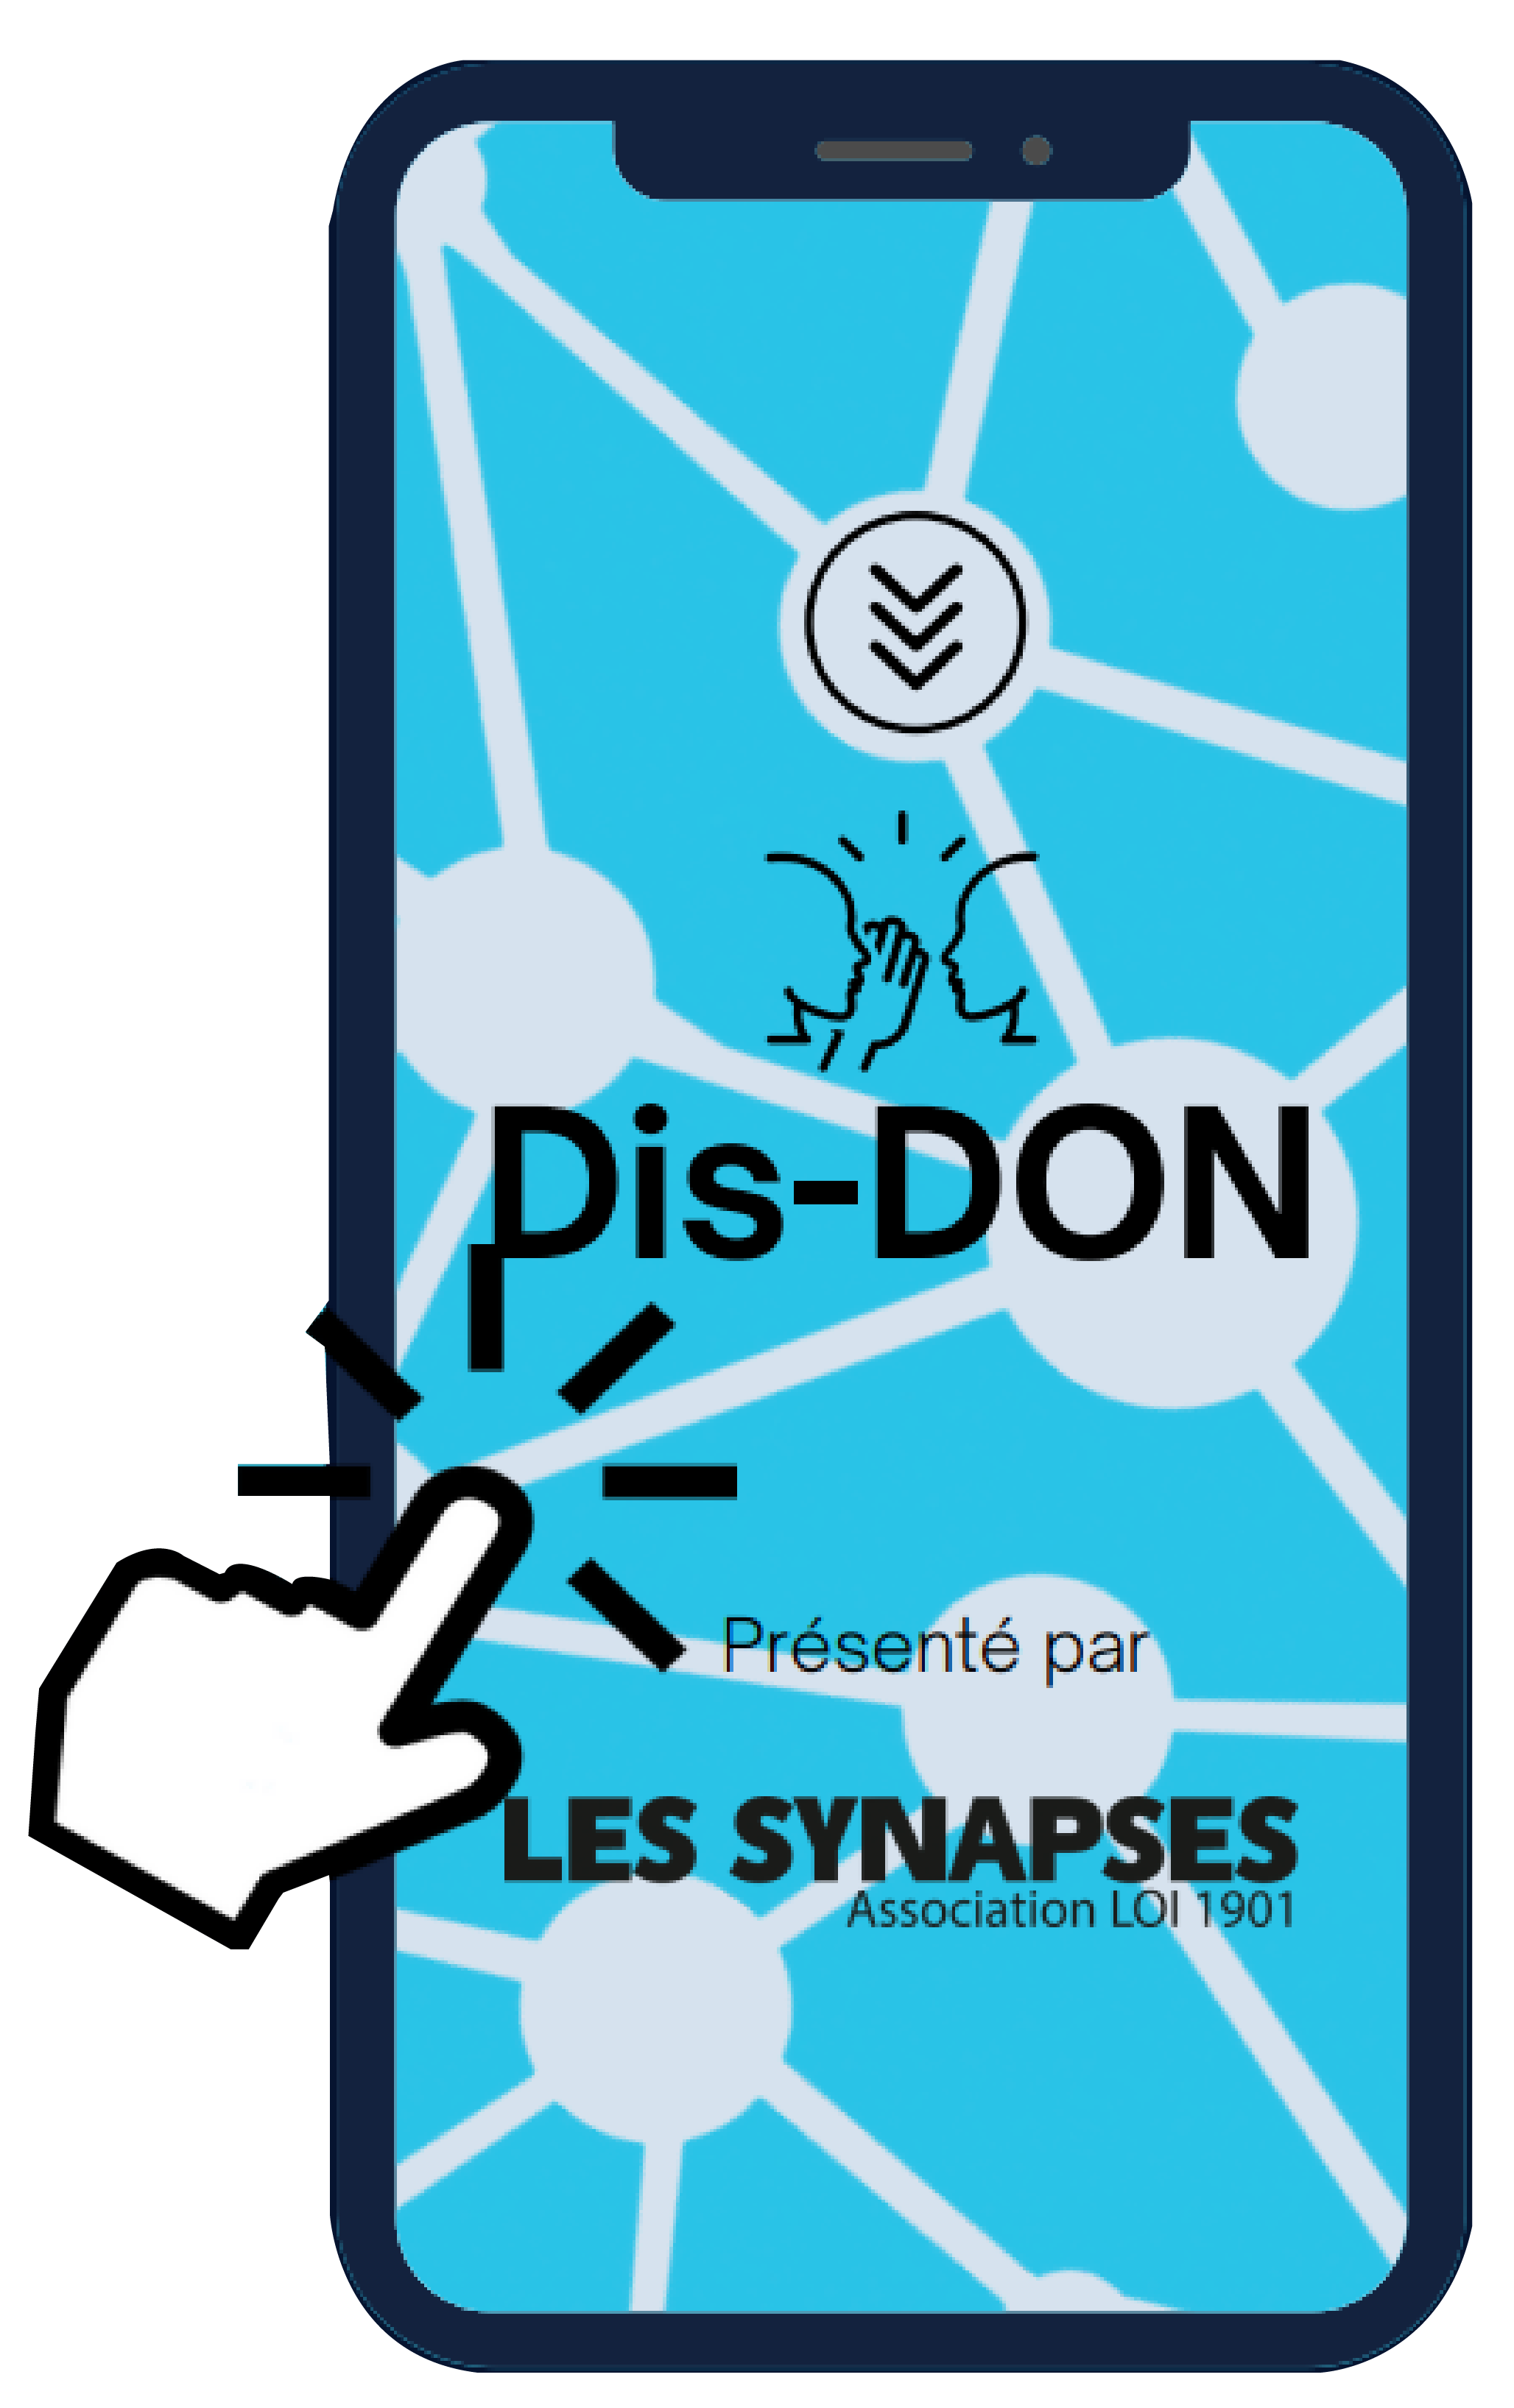 Dis-DON
Présenté par
LES SYNAPSES
Association LOI 1901